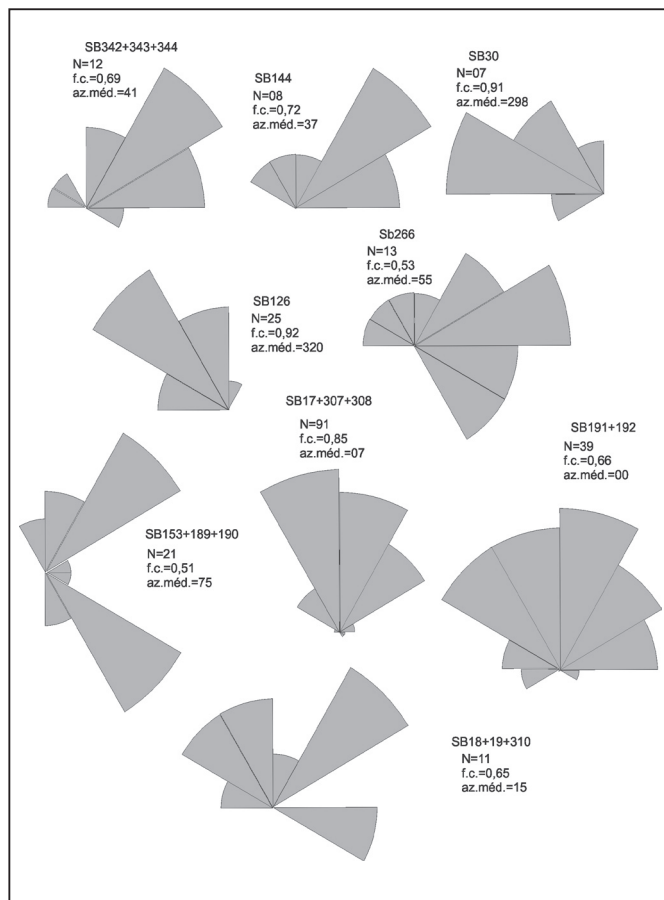 SB342+343+344
N=12
f.c.=0,69
az.méd.=41
SB144
N=08
f.c.=0,72
az.méd.=37
SB30
N=07
f.c.=0,91
az.méd.=298
SB126
N=25
f.c.=0,92
az.méd.=320
Sb266
N=13
f.c.=0,53
az.méd.=55
SB17+307+308
N=91
f.c.=0,85
az.méd.=07
SB191+192
N=39
f.c.=0,66
az.méd.=00
SB153+189+190
N=21
f.c.=0,51
az.méd.=75
SB18+19+310
N=11
f.c.=0,65
az.méd.=15